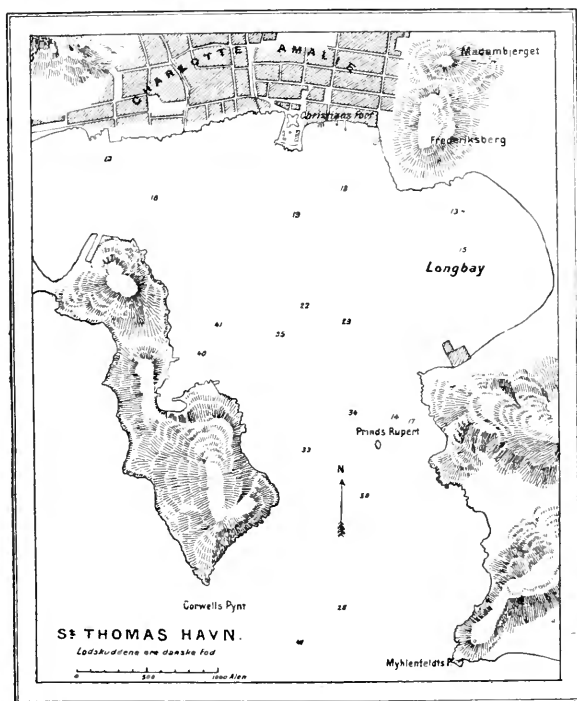 CHARLOTTE AMALIE
Christians Fort
Frederiksberg
12
18
18
19
13
15
Longbay
22
23
41
35
40
34
14
17
Prinds Rupert
33
N
30
Corwells Pynt
28
ST THOMAS HAVN.
Lodskuddene ere danske fod
0 500 1000 Alen
Myhlenfeldts P.